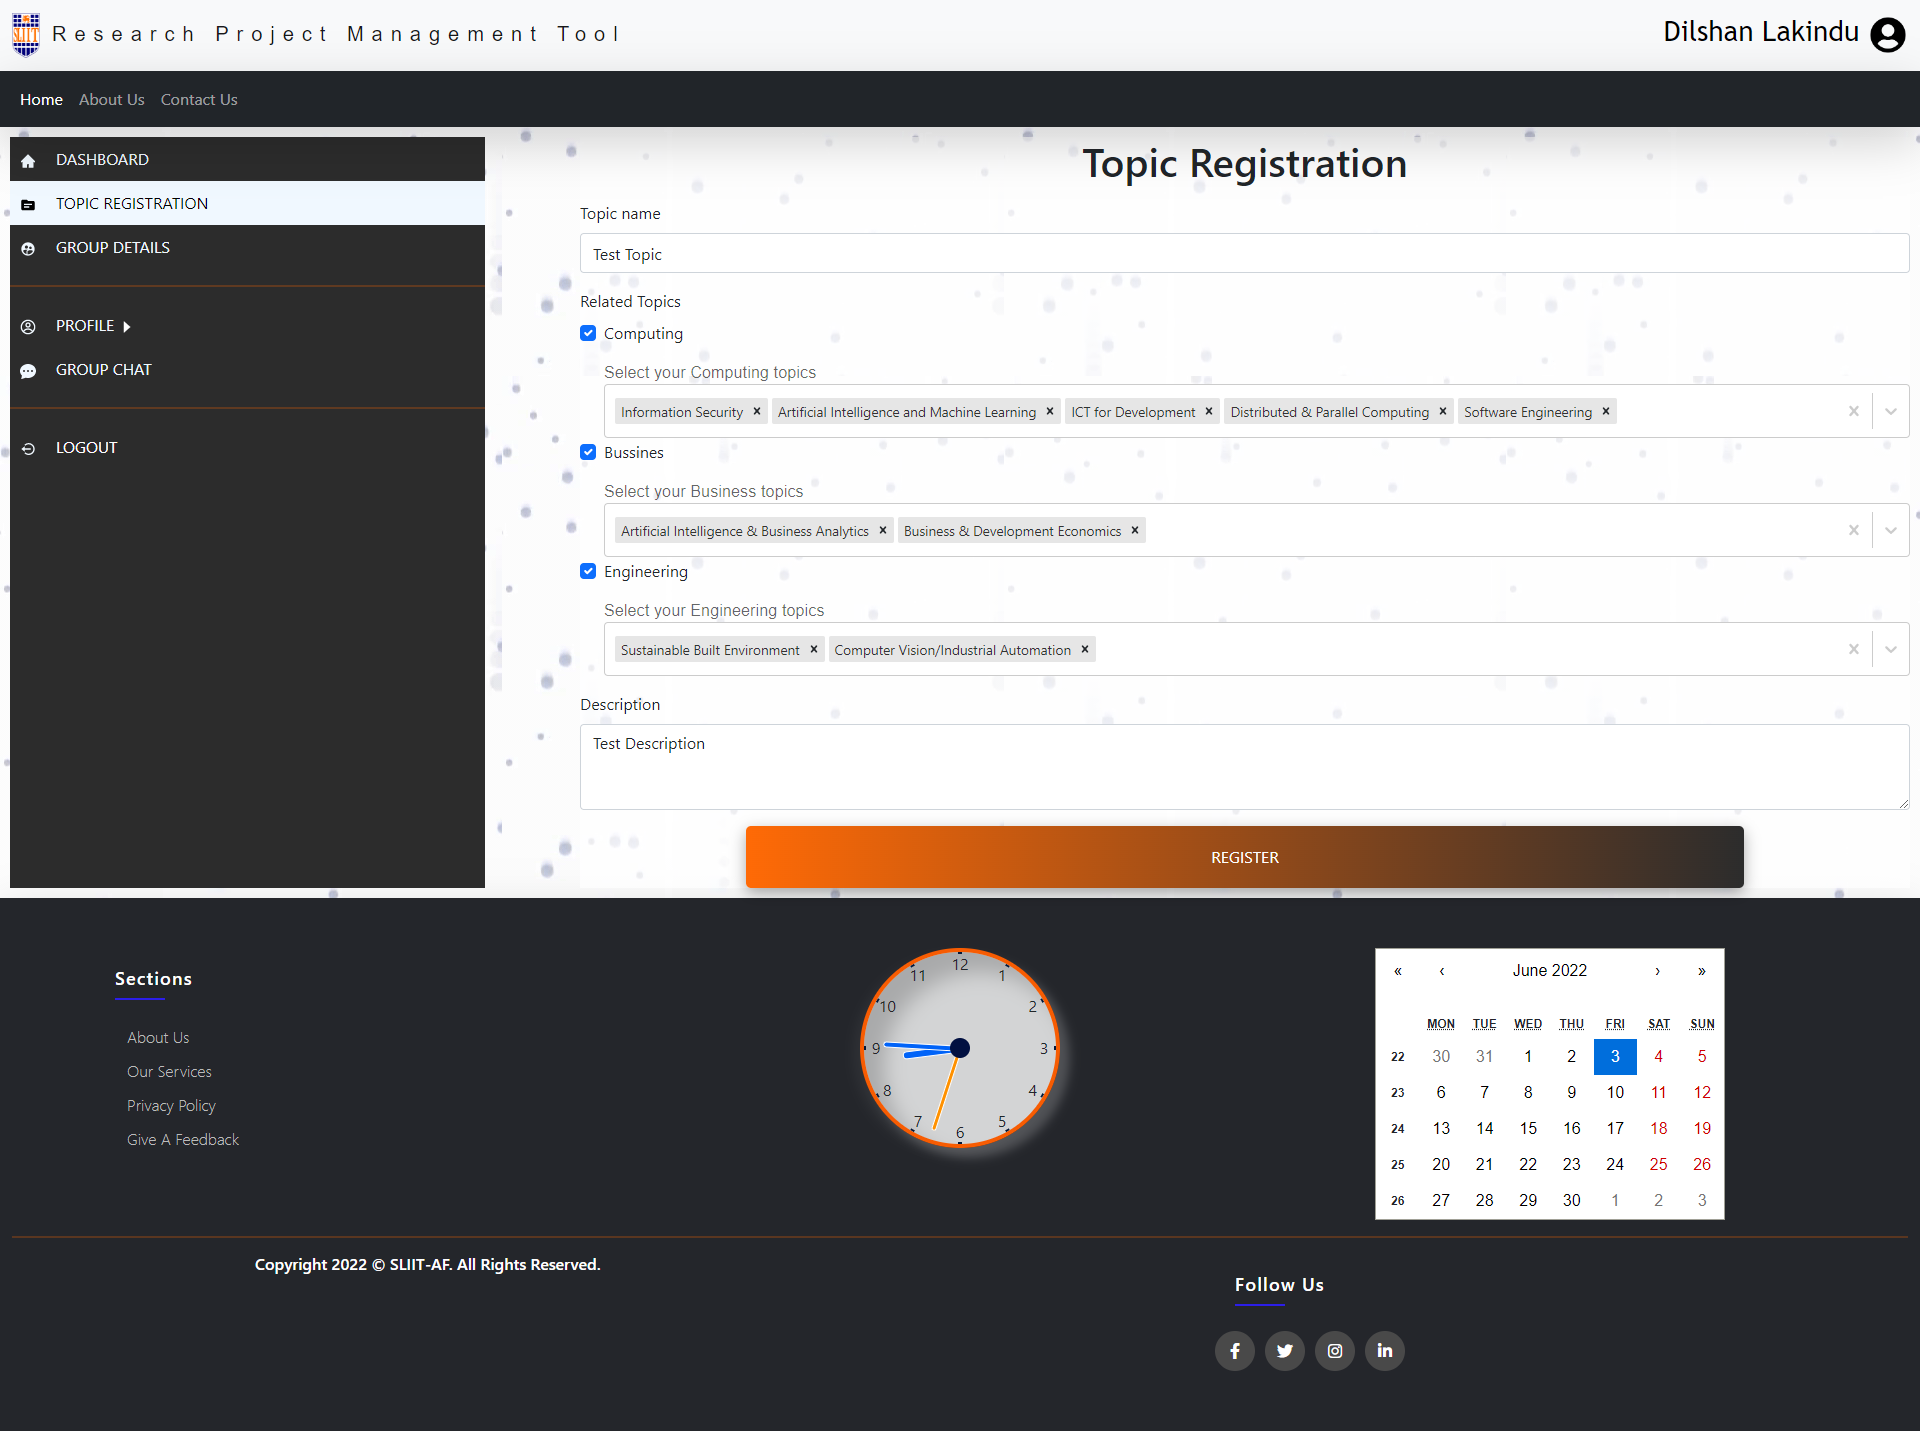 SLIIT
Research Project Management Tool
Dilshan Lakindu
Home About Us Contact Us
DASHBOARD
TOPIC REGISTRATION
GROUP DETAILS
PROFILE
GROUP CHAT
LOGOUT
Topic Registration
Topic name
Test Topic
Related Topics
Computing
Select your Computing topics
Information Security × Artificial Intelligence and Machine Learning × ICT for Development × Distributed & Parallel Computing × Software Engineering ×
Bussines
Select your Business topics
Artificial Intelligence & Business Analytics × Business & Development Economics ×
Engineering
Select your Engineering topics
Sustainable Built Environment × Computer Vision/Industrial Automation ×
Description
Test Description
REGISTER
Sections
About Us
Our Services
Privacy Policy
Give A Feedback
12
1
2
3
4
5
6
7
8
9
10
11
« ‹ June 2022 › »
MON TUE WED THU FRI SAT SUN
22 30 31 1 2 3 4 5
23 6 7 8 9 10 11 12
24 13 14 15 16 17 18 19
25 20 21 22 23 24 25 26
26 27 28 29 30 1 2 3
Copyright 2022 © SLIIT-AF. All Rights Reserved.
Follow Us